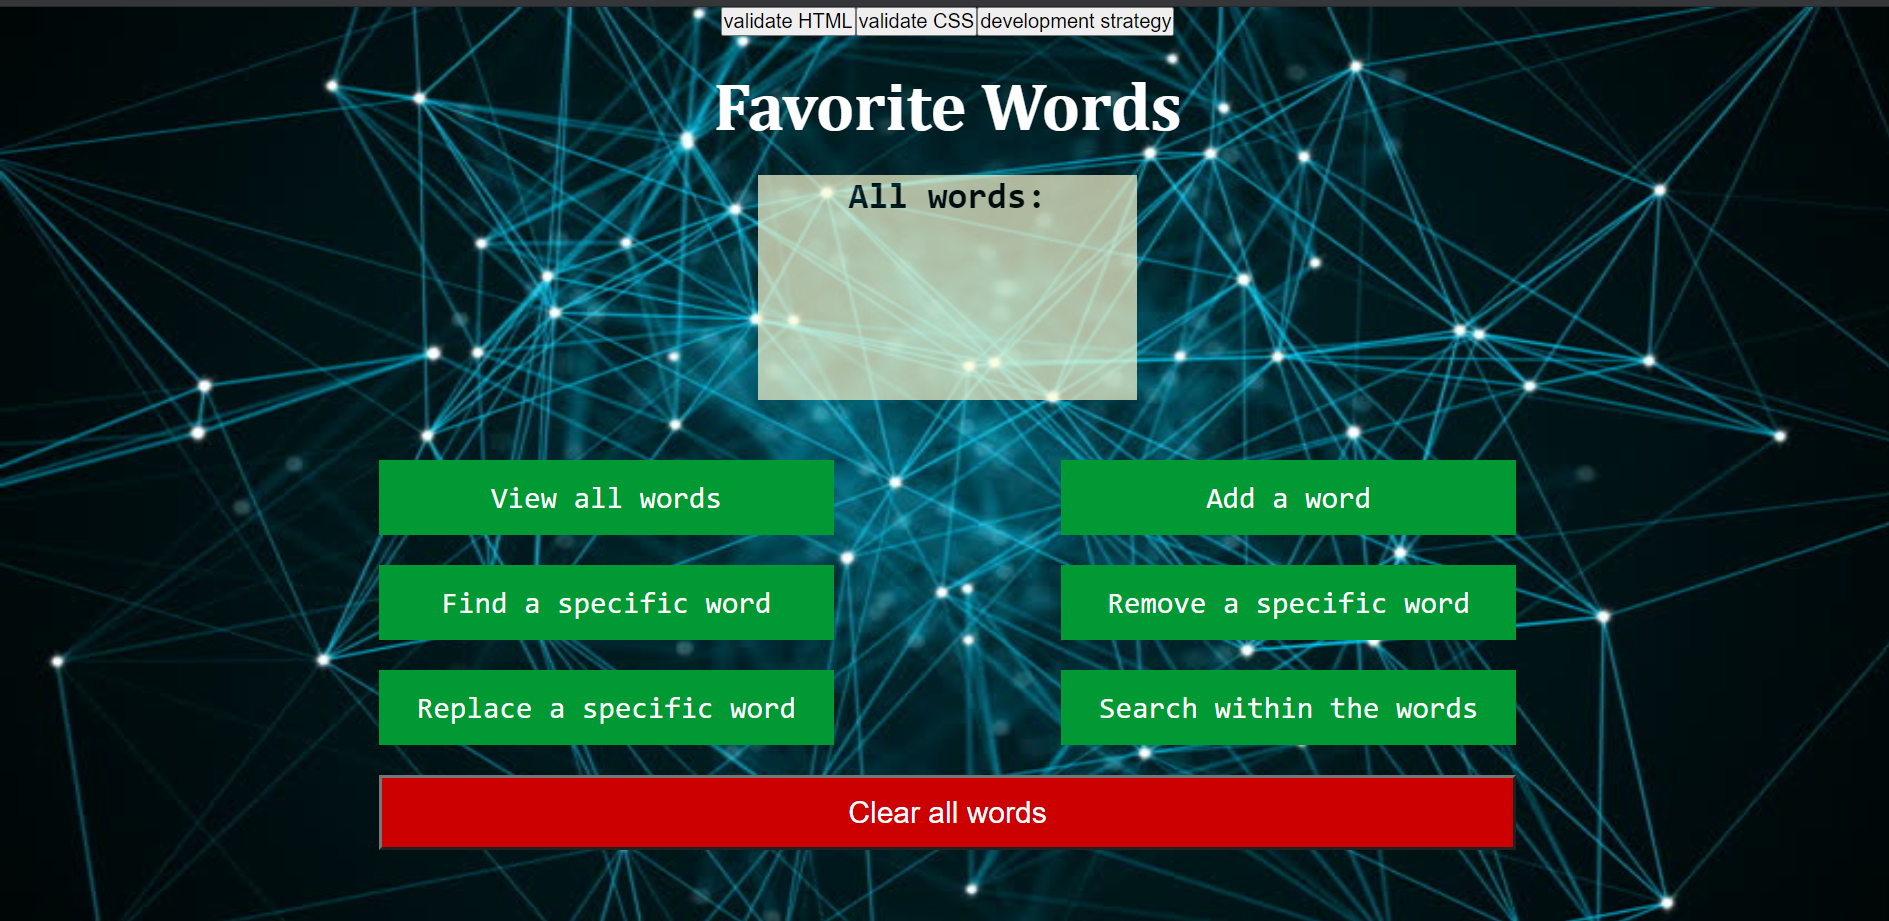 validate HTML validate CSS development strategy
Favorite Words
All words:
View all words
Add a word
Find a specific word
Remove a specific word
Replace a specific word
Search within the words
Clear all words